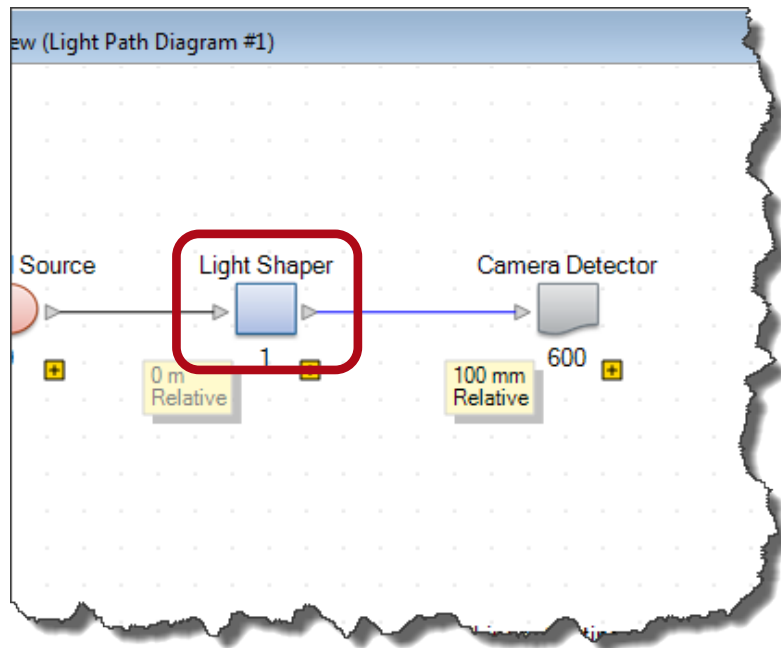 ew (Light Path Diagram #1)
Source
Light Shaper
Camera Detector
1
600
0 m
Relative
100 mm
Relative